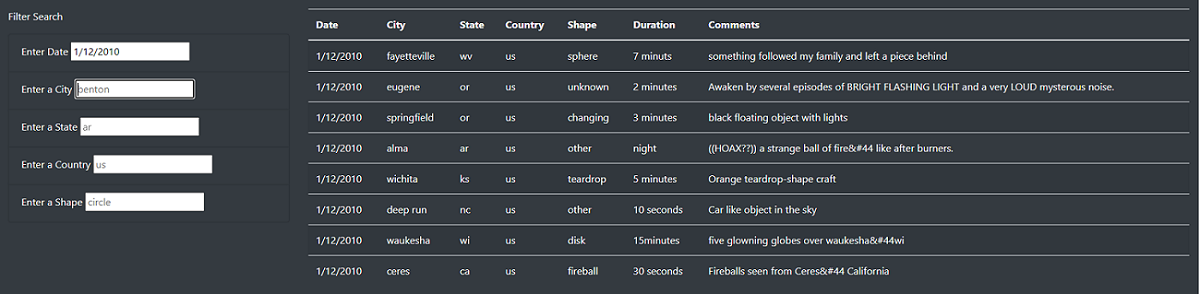 Filter Search
Enter Date 1/12/2010
Enter a City benton
Enter a State ar
Enter a Country us
Enter a Shape circle
Date City State Country Shape Duration Comments
1/12/2010 fayetteville wv us sphere 7 minuts something followed my family and left a piece behind
1/12/2010 eugene or us unknown 2 minutes Awaken by several episodes of BRIGHT FLASHING LIGHT and a very LOUD mysterous noise.
1/12/2010 springfield or us changing 3 minutes black floating object with lights
1/12/2010 alma ar us other night ((HOAX??)) a strange ball of fire&#44 like after burners.
1/12/2010 wichita ks us teardrop 5 minutes Orange teardrop-shape craft
1/12/2010 deep run nc us other 10 seconds Car like object in the sky
1/12/2010 waukesha wi us disk 15minutes five glowning globes over waukesha&#44wi
1/12/2010 ceres ca us fireball 30 seconds Fireballs seen from Ceres&#44 California